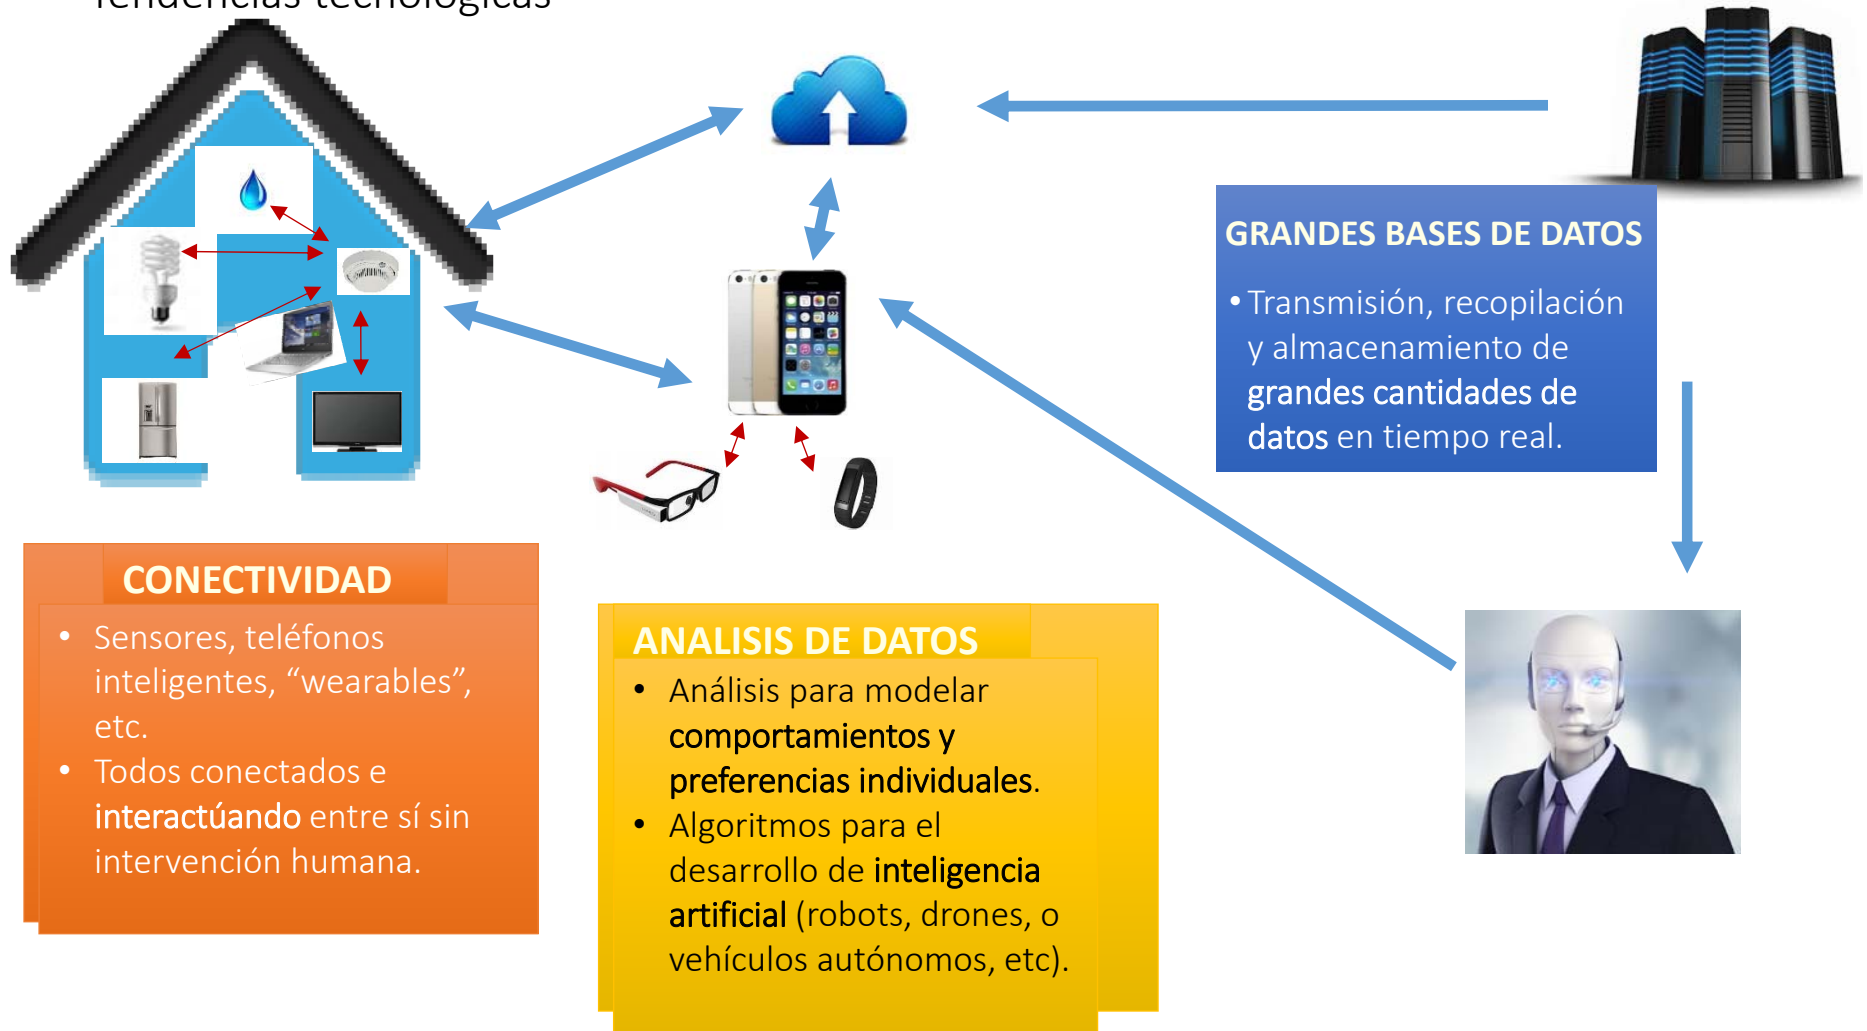 Tendencias tecnológicas
GRANDES BASES DE DATOS
• Transmisión, recopilación
y almacenamiento de
grandes cantidades de
datos en tiempo real.
CONECTIVIDAD
• Sensores, teléfonos
inteligentes, “wearables”,
etc.
• Todos conectados e
interactúando entre sí sin
intervención humana.
ANALISIS DE DATOS
• Análisis para modelar
comportamientos y
preferencias individuales.
• Algoritmos para el
desarrollo de inteligencia
artificial (robots, drones, o
vehículos autónomos, etc).